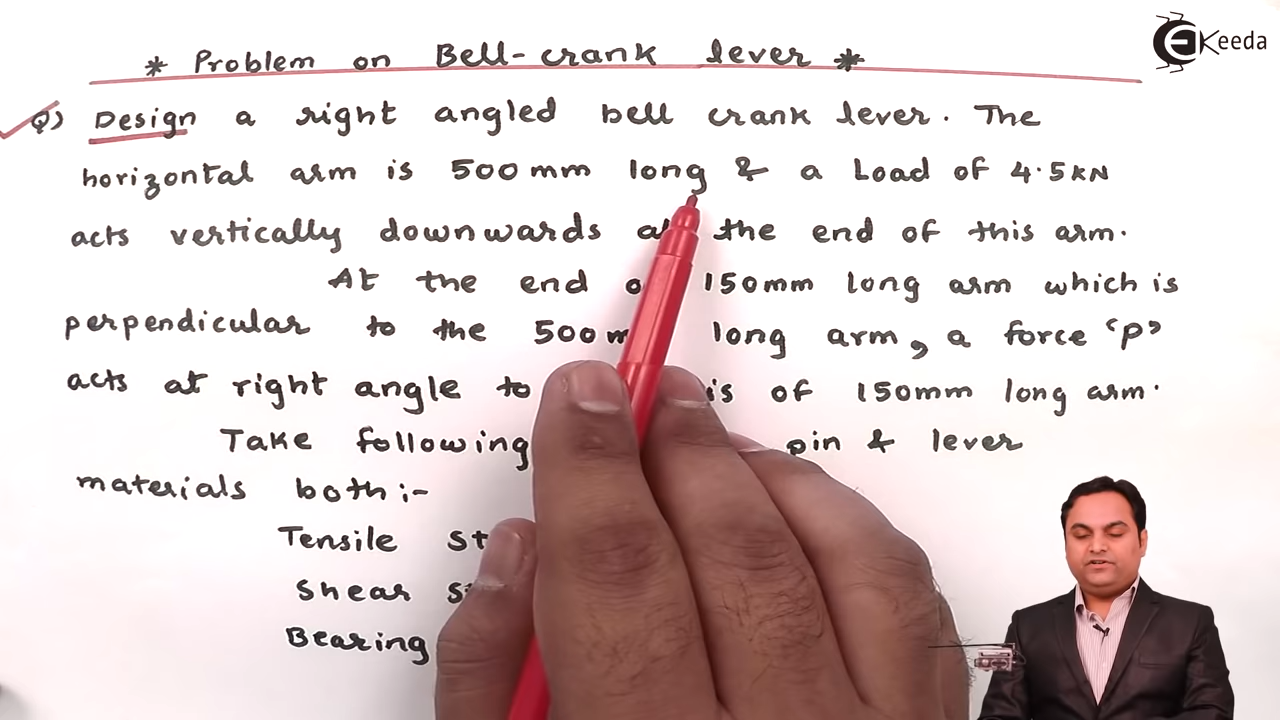 * Problem on Bell-crank lever *
EKeeda
Q) Design a right angled bell crank lever. The
horizontal arm is 500mm long & a Load of 4.5kN
acts vertically downwards the end of this arm.
At the end 150mm long arm which is
perpendicular to the 500m long arm, a force 'P'
acts at right angle to is of 150mm long arm.
Take following pin & lever
materials both :-
Tensile st
Shear s
Bearing